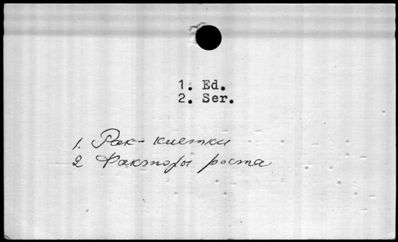 1. Ed.
2. Ser.
1. Рак-клетки
2 Факторы роста